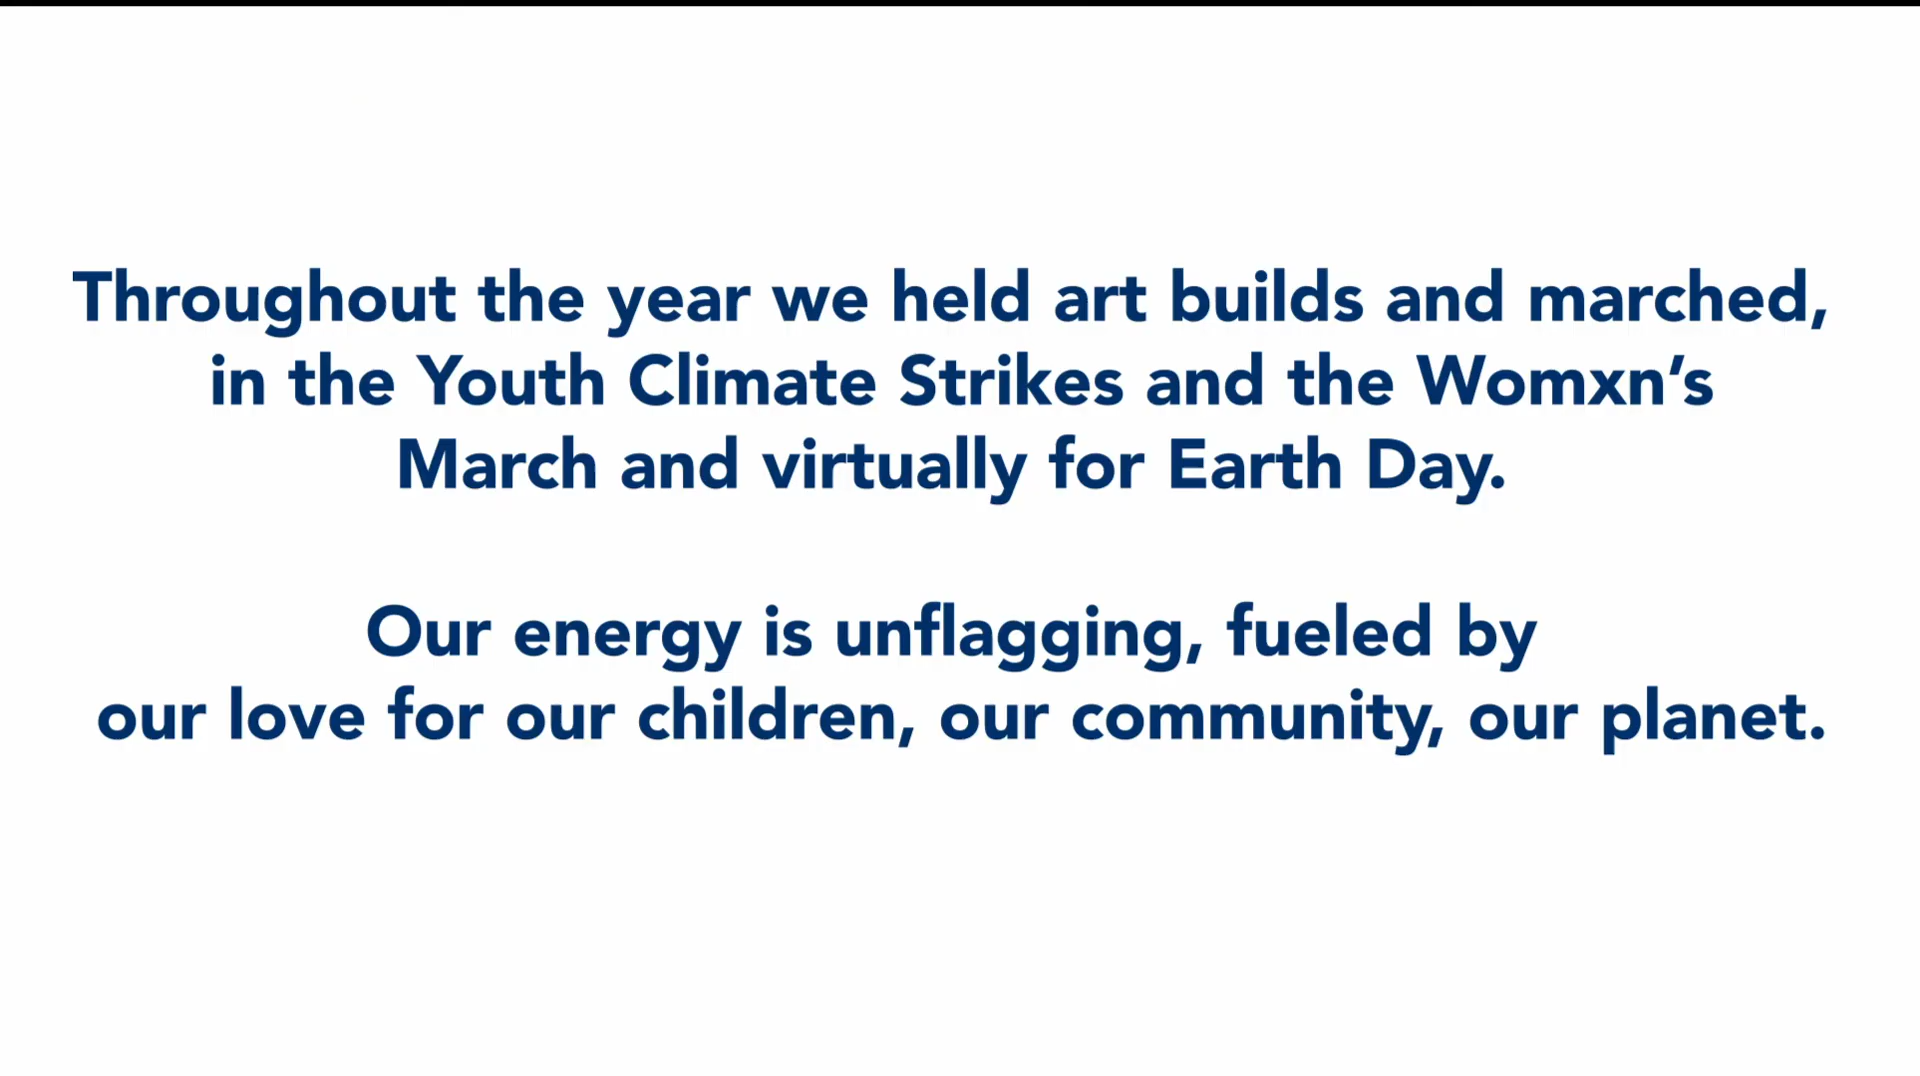 Throughout the year we held art builds and marched,
in the Youth Climate Strikes and the Womxn’s
March and virtually for Earth Day.
Our energy is unflagging, fueled by
our love for our children, our community, our planet.